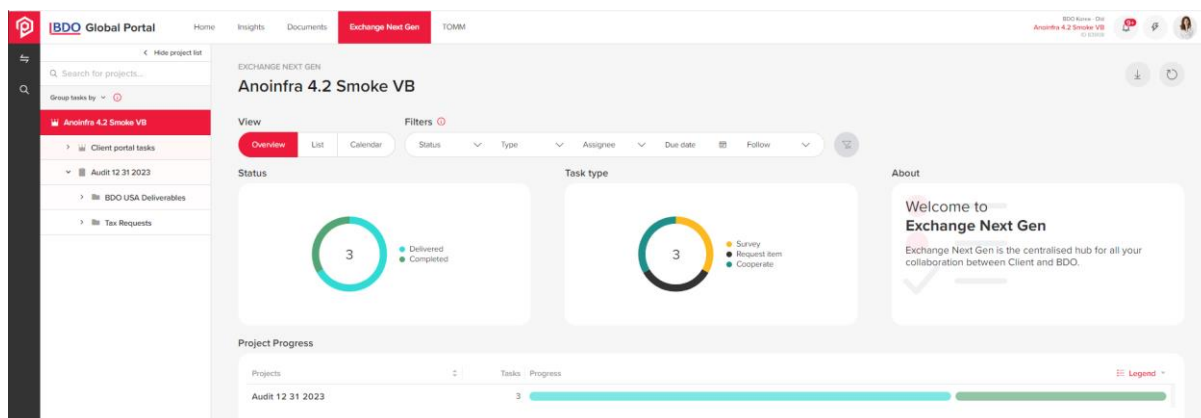 BDO Global Portal
Home
Insights
Documents
Exchange Next Gen
TOMM
Anoinfra 4.2 Smoke VB
Hide project list
Search for projects...
Group tasks by
Anoinfra 4.2 Smoke VB
Client portal tasks
Audit 12 31 2023
BDO USA Deliverables
Tax Requests
EXCHANGE NEXT GEN
Anoinfra 4.2 Smoke VB
View
Filters
Overview
List
Calendar
Status
Type
Assignee
Due date
Follow
Status
3
Delivered
Completed
Task type
3
Survey
Request item
Cooperate
About
Welcome to
Exchange Next Gen
Exchange Next Gen is the centralised hub for all your
collaboration between Client and BDO.
Project Progress
Projects
Tasks
Progress
Legend
Audit 12 31 2023
3